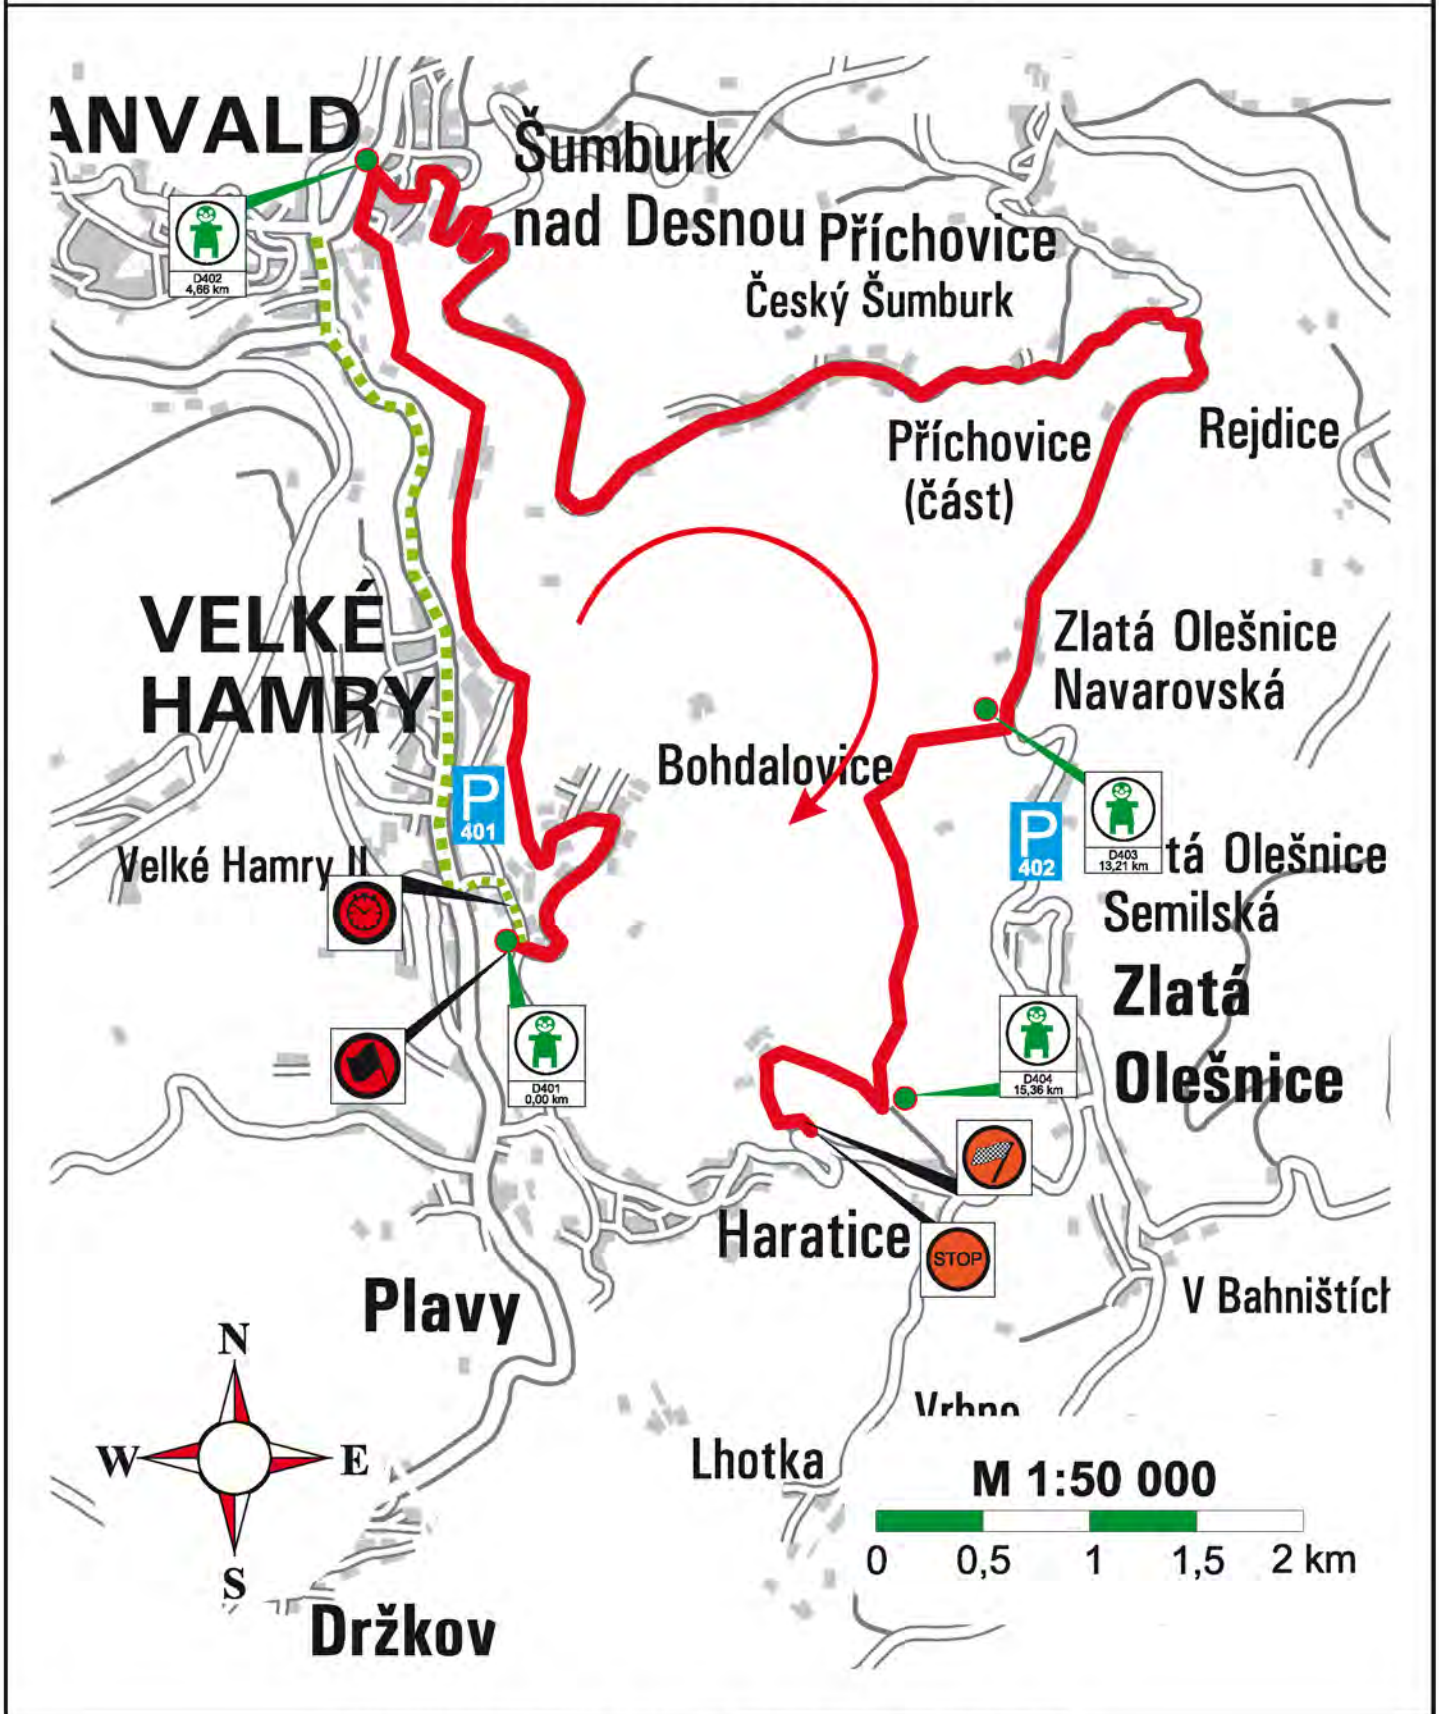 ANVALD
Šumburk
nad Desnou
Příchovice
Český Šumburk
D402
4,66 km
Příchovice
(část)
Rejdice
VELKÉ
HAMRY
Zlatá Olešnice
Navarovská
Bohdalovice
P
401
P
402
D403
13,21 km
tá Olešnice
Semilská
Velké Hamry II
Zlatá
Olešnice
D401
0,00 km
D404
15,36 km
Haratice
STOP
Plavy
V Bahništích
N
W
E
S
Vrhno
Lhotka
M 1:50 000
0
0,5
1
1,5
2 km
Držkov